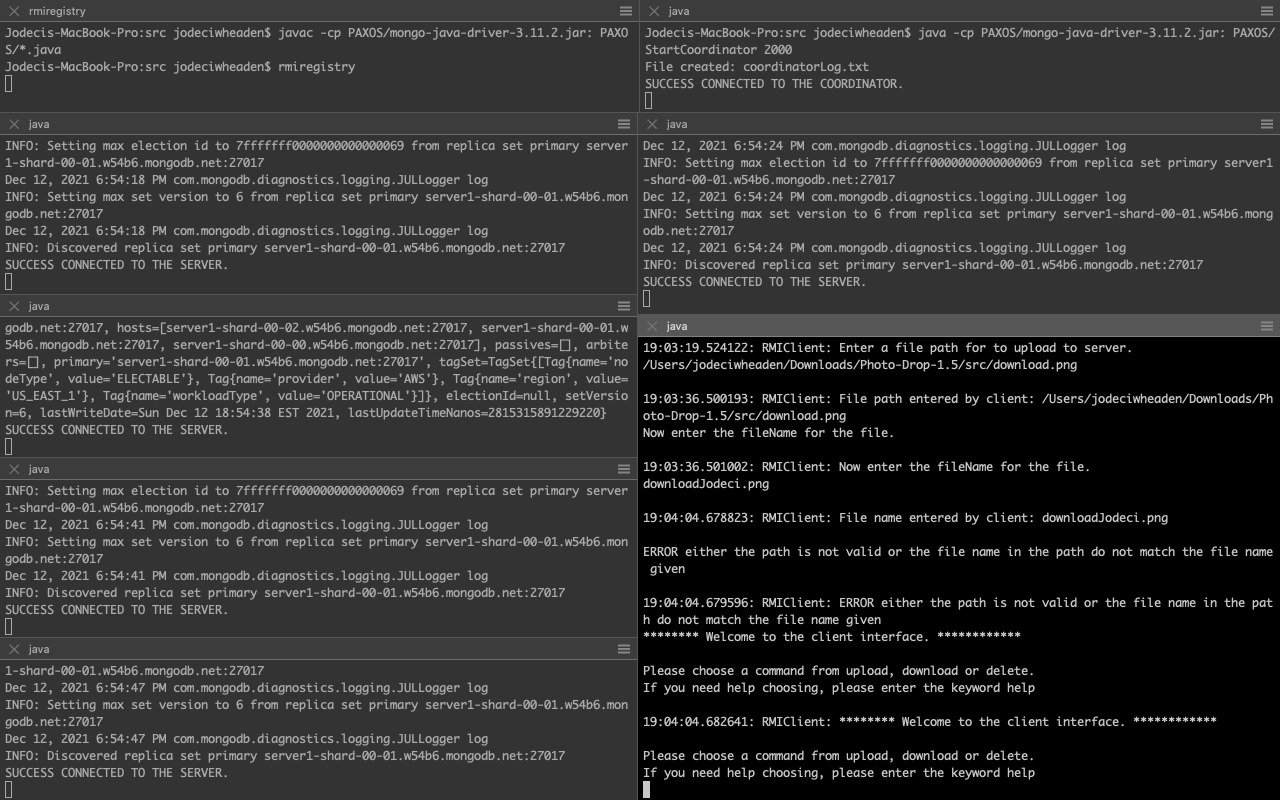 rmiregistry
Jodecis-MacBook-Pro:src jodeciwheaden$ javac -cp PAXOS/mongo-java-driver-3.11.2.jar: PAXO
S/*.java
Jodecis-MacBook-Pro:src jodeciwheaden$ rmiregistry
java
Jodecis-MacBook-Pro:src jodeciwheaden$ java -cp PAXOS/mongo-java-driver-3.11.2.jar: PAXOS/
StartCoordinator 2000
File created: coordinatorLog.txt
SUCCESS CONNECTED TO THE COORDINATOR.
java
INFO: Setting max election id to 7fffffff0000000000000069 from replica set primary server
1-shard-00-01.w54b6.mongodb.net:27017
Dec 12, 2021 6:54:18 PM com.mongodb.diagnostics.logging.JULLogger log
INFO: Setting max set version to 6 from replica set primary server1-shard-00-01.w54b6.mon
godb.net:27017
Dec 12, 2021 6:54:18 PM com.mongodb.diagnostics.logging.JULLogger log
INFO: Discovered replica set primary server1-shard-00-01.w54b6.mongodb.net:27017
SUCCESS CONNECTED TO THE SERVER.
java
Dec 12, 2021 6:54:24 PM com.mongodb.diagnostics.logging.JULLogger log
INFO: Setting max election id to 7fffffff0000000000000069 from replica set primary server1
-shard-00-01.w54b6.mongodb.net:27017
Dec 12, 2021 6:54:24 PM com.mongodb.diagnostics.logging.JULLogger log
INFO: Setting max set version to 6 from replica set primary server1-shard-00-01.w54b6.mong
odb.net:27017
Dec 12, 2021 6:54:24 PM com.mongodb.diagnostics.logging.JULLogger log
INFO: Discovered replica set primary server1-shard-00-01.w54b6.mongodb.net:27017
SUCCESS CONNECTED TO THE SERVER.
java
godb.net:27017, hosts=[server1-shard-00-02.w54b6.mongodb.net:27017, server1-shard-00-01.w
54b6.mongodb.net:27017, server1-shard-00-00.w54b6.mongodb.net:27017], passives=[], arbite
rs=[], primary='server1-shard-00-01.w54b6.mongodb.net:27017', tagSet=TagSet{[Tag{name='no
deType', value='ELECTABLE'}, Tag{name='provider', value='AWS'}, Tag{name='region', value=
'US_EAST_1'}, Tag{name='workloadType', value='OPERATIONAL'}]}, electionId=null, setVersio
n=6, lastWriteDate=Sun Dec 12 18:54:38 EST 2021, lastUpdateTimeNanos=2815315891229220}
SUCCESS CONNECTED TO THE SERVER.
java
INFO: Setting max election id to 7fffffff0000000000000069 from replica set primary server
1-shard-00-01.w54b6.mongodb.net:27017
Dec 12, 2021 6:54:41 PM com.mongodb.diagnostics.logging.JULLogger log
INFO: Setting max set version to 6 from replica set primary server1-shard-00-01.w54b6.mon
godb.net:27017
Dec 12, 2021 6:54:41 PM com.mongodb.diagnostics.logging.JULLogger log
INFO: Discovered replica set primary server1-shard-00-01.w54b6.mongodb.net:27017
SUCCESS CONNECTED TO THE SERVER.
java
1-shard-00-01.w54b6.mongodb.net:27017
Dec 12, 2021 6:54:47 PM com.mongodb.diagnostics.logging.JULLogger log
INFO: Setting max set version to 6 from replica set primary server1-shard-00-01.w54b6.mon
godb.net:27017
Dec 12, 2021 6:54:47 PM com.mongodb.diagnostics.logging.JULLogger log
INFO: Discovered replica set primary server1-shard-00-01.w54b6.mongodb.net:27017
SUCCESS CONNECTED TO THE SERVER.
java
19:03:19.524122: RMIClient: Enter a file path for to upload to server.
/Users/jodeciwheaden/Downloads/Photo-Drop-1.5/src/download.png
19:03:36.500193: RMIClient: File path entered by client: /Users/jodeciwheaden/Downloads/Ph
oto-Drop-1.5/src/download.png
Now enter the fileName for the file.
19:03:36.501002: RMIClient: Now enter the fileName for the file.
downloadJodeci.png
19:04:04.678823: RMIClient: File name entered by client: downloadJodeci.png
ERROR either the path is not valid or the file name in the path do not match the file name
given
19:04:04.679596: RMIClient: ERROR either the path is not valid or the file name in the pat
h do not match the file name given
******** Welcome to the client interface. ************
Please choose a command from upload, download or delete.
If you need help choosing, please enter the keyword help
19:04:04.682641: RMIClient: ******** Welcome to the client interface. ************
Please choose a command from upload, download or delete.
If you need help choosing, please enter the keyword help